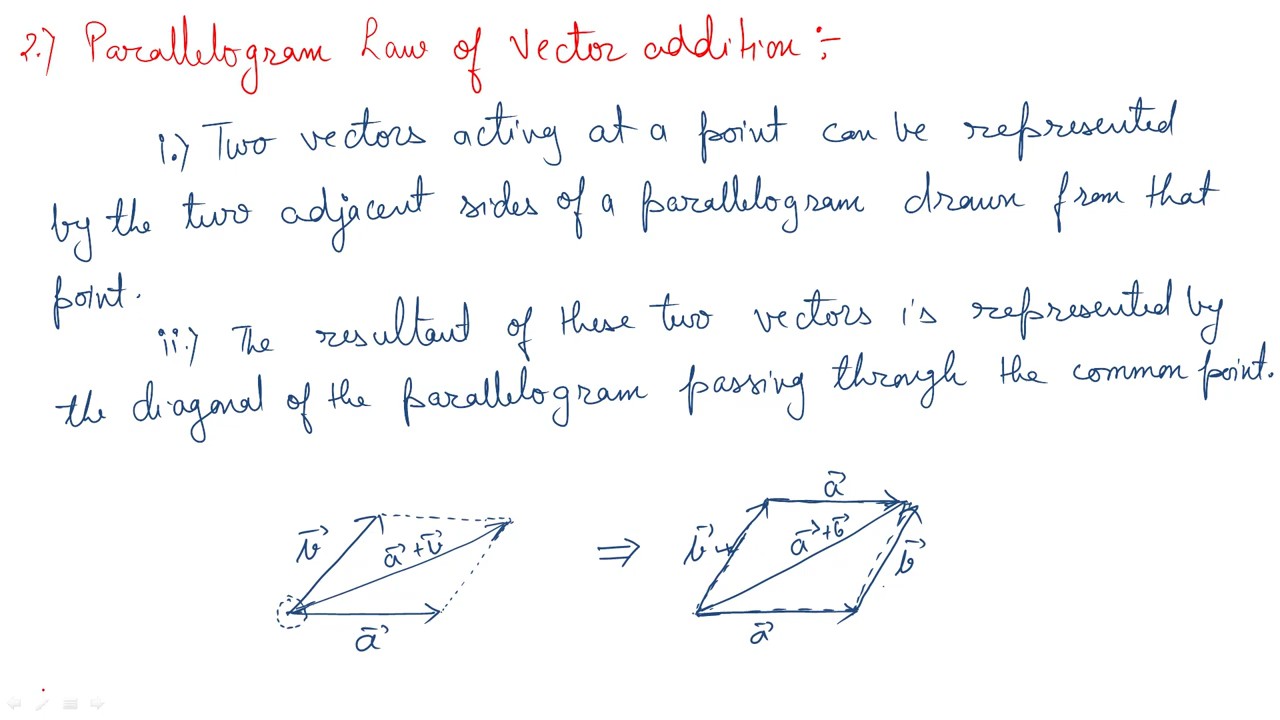 2.) Parallelogram Law of Vector addition :-
i.) Two vectors acting at a point can be represented
by the two adjacent sides of a parallelogram drawn from that
point.
ii.) The resultant of these two vectors is represented by
the diagonal of the parallelogram passing through the common point.
b⃗
a⃗+b⃗
a⃗
⇒
a⃗
b⃗
a⃗+b⃗
b⃗
a⃗